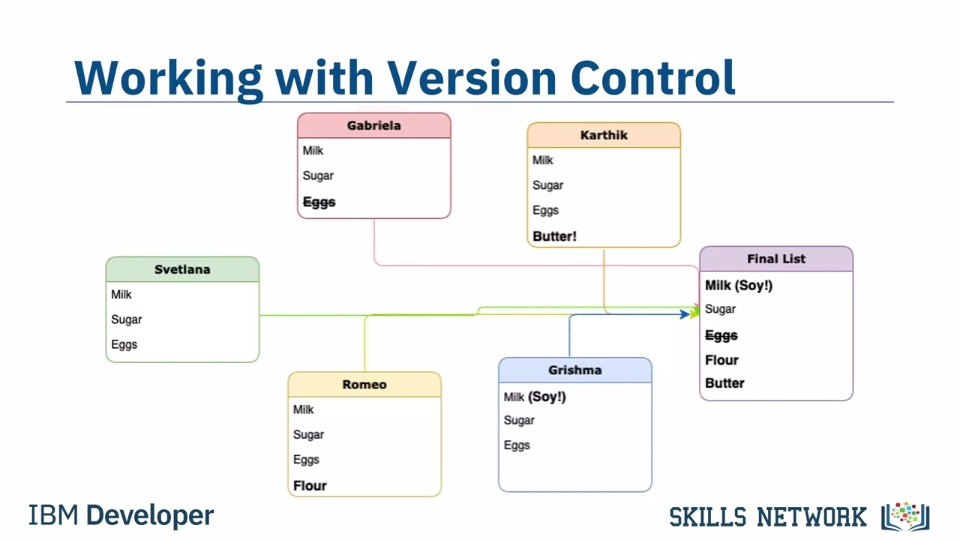 Working with Version Control
Gabriela
Milk
Sugar
Eggs
Karthik
Milk
Sugar
Eggs
Butter!
Svetlana
Milk
Sugar
Eggs
Final List
Milk (Soy!)
Sugar
Eggs
Flour
Butter
Romeo
Milk
Sugar
Eggs
Flour
Grishma
Milk (Soy!)
Sugar
Eggs
IBM Developer
SKILLS NETWORK